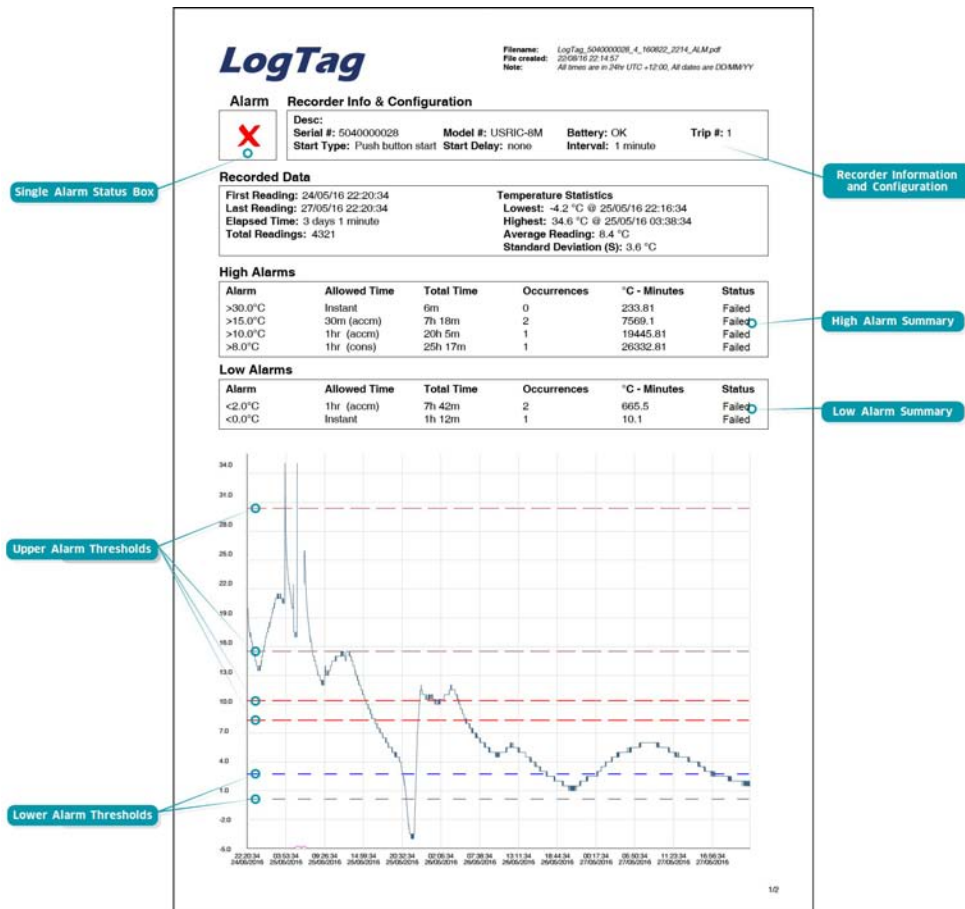 LogTag
Filename: LogTag_5040000028_4_160822_2214_ALM.pdf
File created: 22/08/16 22:14:57
Note: All times are in 24hr UTC +12:00, All dates are DD/MM/YY
Alarm Recorder Info & Configuration
X
Desc:
Serial #: 5040000028 Model #: USRIC-8M Battery: OK Trip #: 1
Start Type: Push button start Start Delay: none Interval: 1 minute
Single Alarm Status Box
Recorder Information
and Configuration
Recorded Data
First Reading: 24/05/16 22:20:34 Temperature Statistics
Last Reading: 27/05/16 22:20:34 Lowest: -4.2 °C @ 25/05/16 22:16:34
Elapsed Time: 3 days 1 minute Highest: 34.6 °C @ 25/05/16 03:38:34
Total Readings: 4321 Average Reading: 8.4 °C
Standard Deviation (S): 3.6 °C
High Alarms
Alarm Allowed Time Total Time Occurrences °C - Minutes Status
>30.0°C Instant 6m 0 233.81 Failed
>15.0°C 30m (accm) 7h 18m 2 7569.1 Failed
>10.0°C 1hr (accm) 20h 5m 1 19445.81 Failed
>8.0°C 1hr (cons) 25h 17m 1 26332.81 Failed
High Alarm Summary
Low Alarms
Alarm Allowed Time Total Time Occurrences °C - Minutes Status
<2.0°C 1hr (accm) 7h 42m 2 665.5 Failed
<0.0°C Instant 1h 12m 1 10.1 Failed
Low Alarm Summary
34.0
31.0
28.0
25.0
22.0
19.0
16.0
13.0
10.0
7.0
4.0
1.0
-2.0
-5.0
Upper Alarm Thresholds
Lower Alarm Thresholds
22:20:34 03:53:34 09:26:34 14:59:34 20:32:34 02:05:34 07:38:34 13:11:34 18:44:34 00:17:34 05:50:34 11:23:34 16:56:34
24/05/2016 25/05/2016 25/05/2016 25/05/2016 25/05/2016 26/05/2016 26/05/2016 26/05/2016 26/05/2016 27/05/2016 27/05/2016 27/05/2016 27/05/2016
1/2